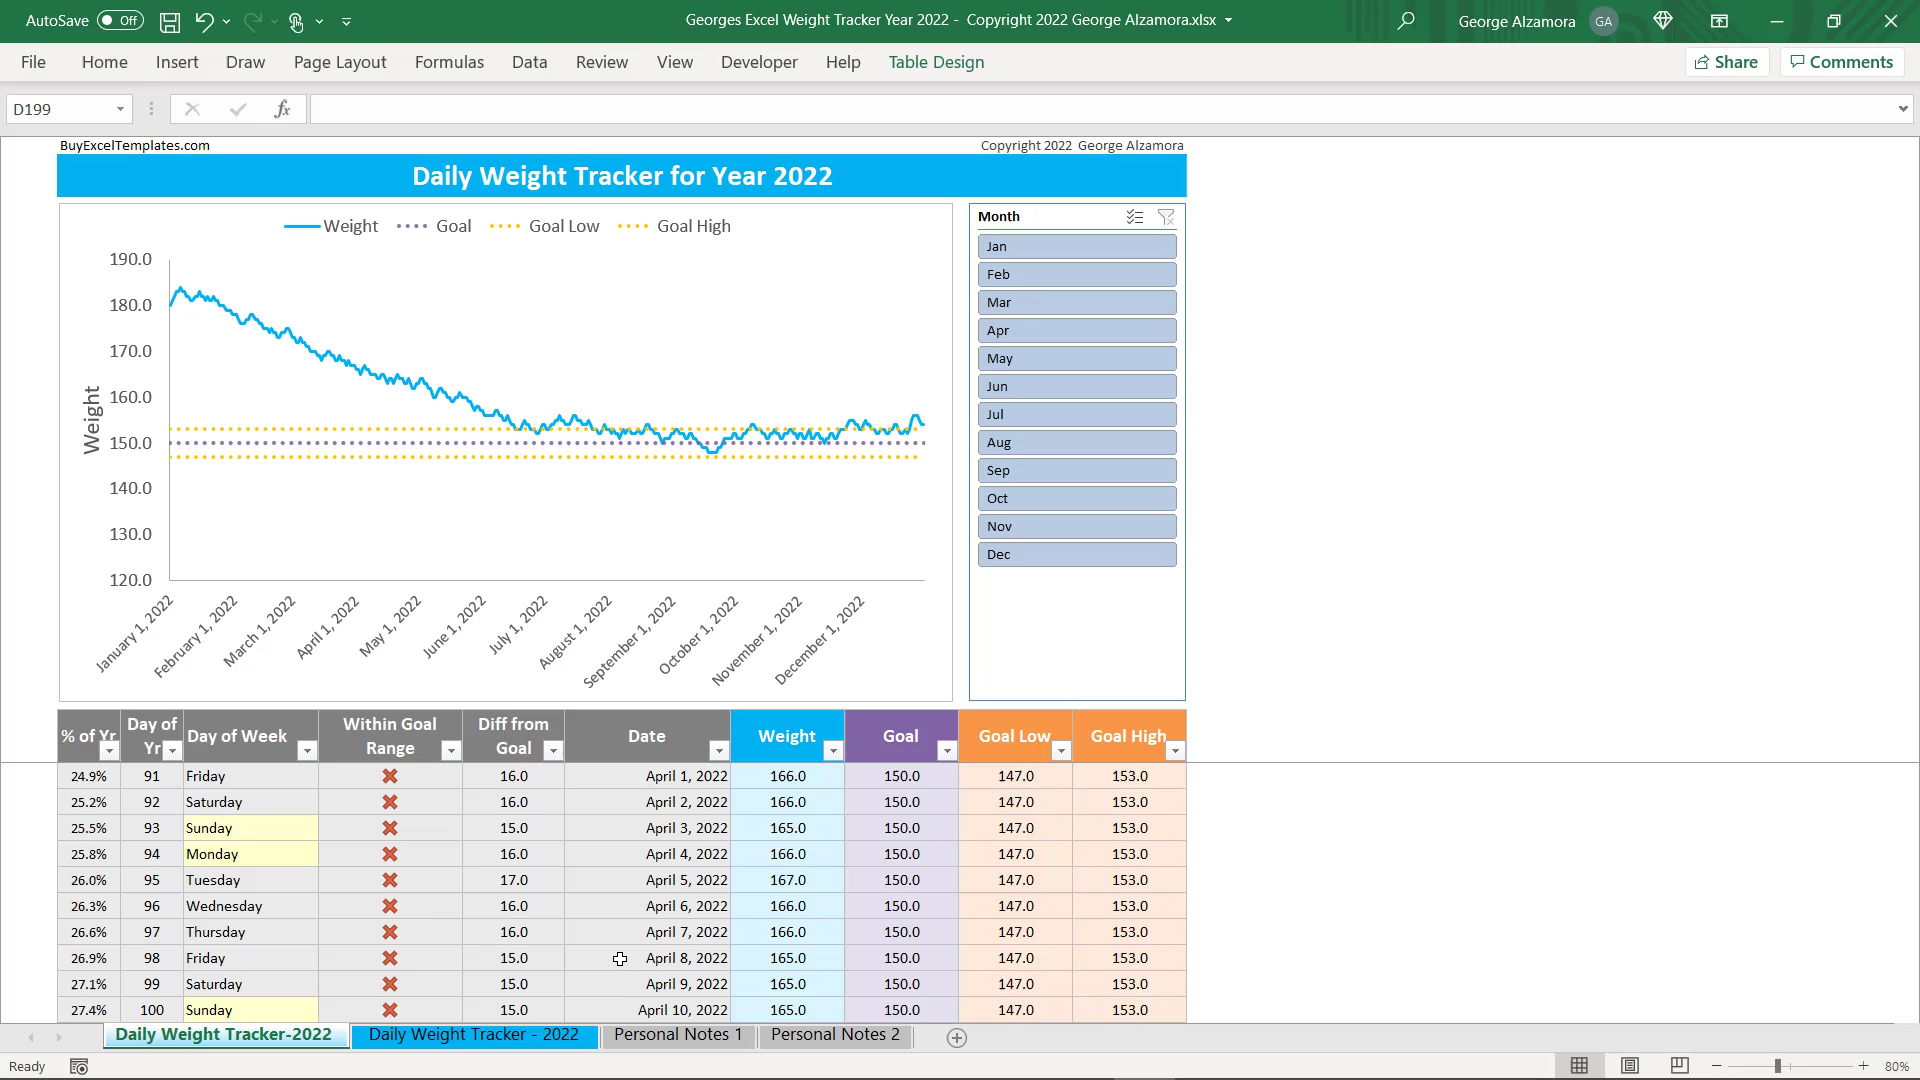 AutoSave Off Georges Excel Weight Tracker Year 2022 - Copyright 2022 George Alzamora.xlsx George Alzamora GA
File Home Insert Draw Page Layout Formulas Data Review View Developer Help Table Design Share Comments
D199 fx
BuyExcelTemplates.com Copyright 2022 George Alzamora
Daily Weight Tracker for Year 2022
Weight Goal Goal Low Goal High
190.0
180.0
170.0
160.0
150.0
140.0
130.0
120.0
Weight
January 1, 2022
February 1, 2022
March 1, 2022
April 1, 2022
May 1, 2022
June 1, 2022
July 1, 2022
August 1, 2022
September 1, 2022
October 1, 2022
November 1, 2022
December 1, 2022
Month
Jan
Feb
Mar
Apr
May
Jun
Jul
Aug
Sep
Oct
Nov
Dec
% of Yr Day of Yr Day of Week Within Goal Range Diff from Goal Date Weight Goal Goal Low Goal High
24.9% 91 Friday 16.0 April 1, 2022 166.0 150.0 147.0 153.0
25.2% 92 Saturday 16.0 April 2, 2022 166.0 150.0 147.0 153.0
25.5% 93 Sunday 15.0 April 3, 2022 165.0 150.0 147.0 153.0
25.8% 94 Monday 16.0 April 4, 2022 166.0 150.0 147.0 153.0
26.0% 95 Tuesday 17.0 April 5, 2022 167.0 150.0 147.0 153.0
26.3% 96 Wednesday 16.0 April 6, 2022 166.0 150.0 147.0 153.0
26.6% 97 Thursday 16.0 April 7, 2022 166.0 150.0 147.0 153.0
26.9% 98 Friday 15.0 April 8, 2022 165.0 150.0 147.0 153.0
27.1% 99 Saturday 15.0 April 9, 2022 165.0 150.0 147.0 153.0
27.4% 100 Sunday 15.0 April 10, 2022 165.0 150.0 147.0 153.0
Daily Weight Tracker-2022 Daily Weight Tracker - 2022 Personal Notes 1 Personal Notes 2
Ready 80%